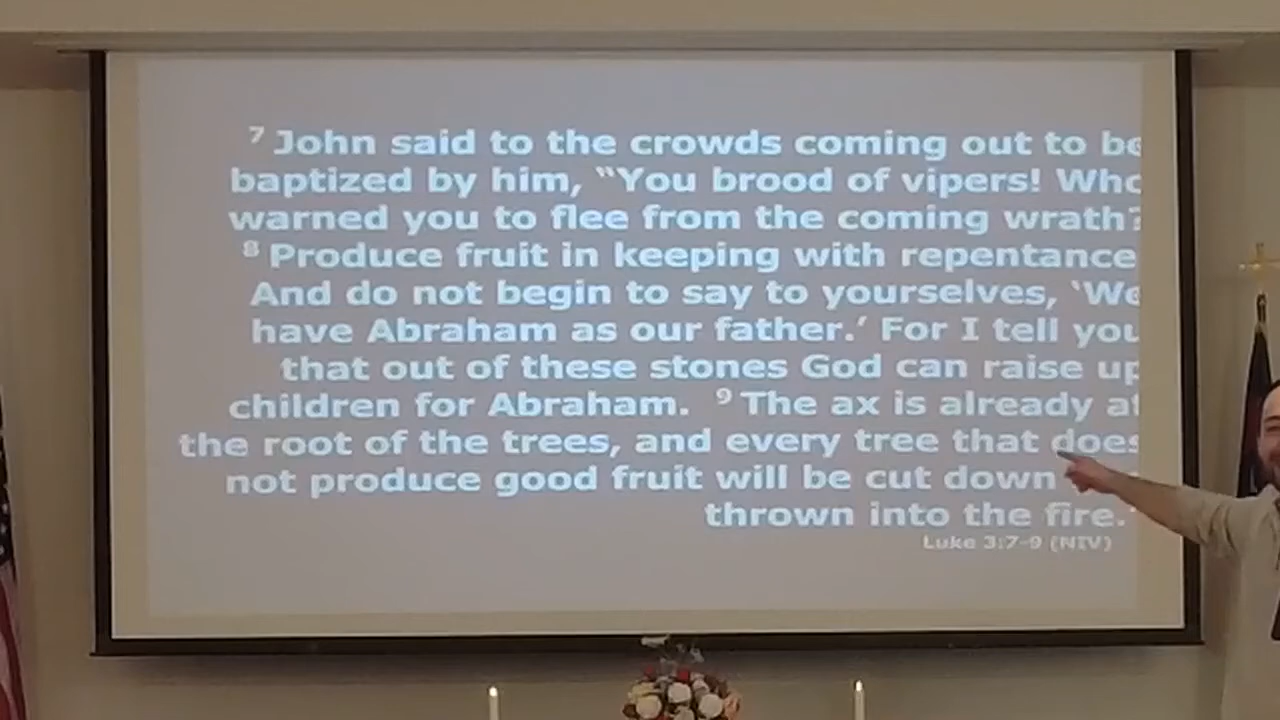 7 John said to the crowds coming out to be
baptized by him, “You brood of vipers! Who
warned you to flee from the coming wrath?
8 Produce fruit in keeping with repentance
And do not begin to say to yourselves, ‘We
have Abraham as our father.’ For I tell you
that out of these stones God can raise up
children for Abraham. 9 The ax is already at
the root of the trees, and every tree that does
not produce good fruit will be cut down
thrown into the fire.”
Luke 3:7-9 (NIV)